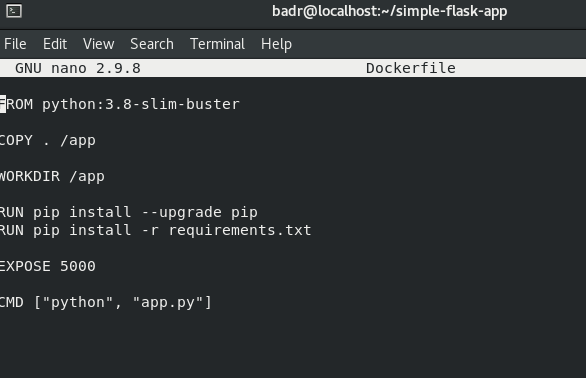 badr@localhost:~/simple-flask-app
File Edit View Search Terminal Help
GNU nano 2.9.8 Dockerfile
FROM python:3.8-slim-buster
COPY . /app
WORKDIR /app
RUN pip install --upgrade pip
RUN pip install -r requirements.txt
EXPOSE 5000
CMD ["python", "app.py"]